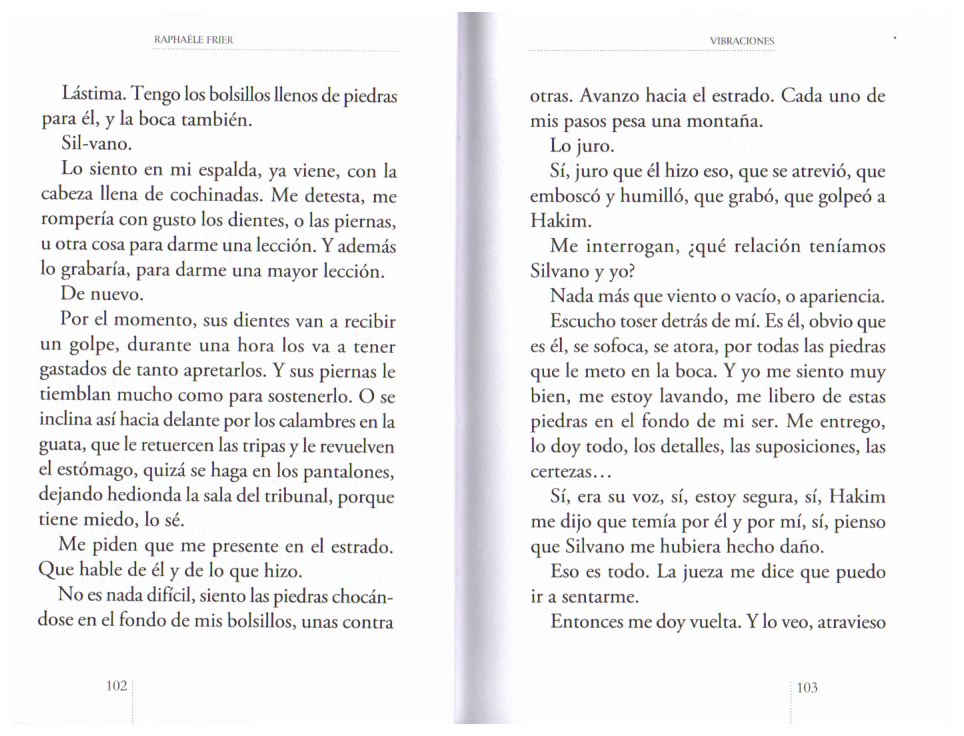 RAPHAËLE FRIER
Lástima. Tengo los bolsillos llenos de piedras
para él, y la boca también.
Sil-vano.
Lo siento en mi espalda, ya viene, con la
cabeza llena de cochinadas. Me detesta, me
rompería con gusto los dientes, o las piernas,
u otra cosa para darme una lección. Y además
lo grabaría, para darme una mayor lección.
De nuevo.
Por el momento, sus dientes van a recibir
un golpe, durante una hora los va a tener
gastados de tanto apretarlos. Y sus piernas le
tiemblan mucho como para sostenerlo. O se
inclina así hacia delante por los calambres en la
guata, que le retuercen las tripas y le revuelven
el estómago, quizá se haga en los pantalones,
dejando hedionda la sala del tribunal, porque
tiene miedo, lo sé.
Me piden que me presente en el estrado.
Que hable de él y de lo que hizo.
No es nada difícil, siento las piedras chocán-
dose en el fondo de mis bolsillos, unas contra
102
VIBRACIONES
otras. Avanzo hacia el estrado. Cada uno de
mis pasos pesa una montaña.
Lo juro.
Sí, juro que él hizo eso, que se atrevió, que
emboscó y humilló, que grabó, que golpeó a
Hakim.
Me interrogan, ¿qué relación teníamos
Silvano y yo?
Nada más que viento o vacío, o apariencia.
Escucho toser detrás de mí. Es él, obvio que
es él, se sofoca, se atora, por todas las piedras
que le meto en la boca. Y yo me siento muy
bien, me estoy lavando, me libero de estas
piedras en el fondo de mi ser. Me entrego,
lo doy todo, los detalles, las suposiciones, las
certezas...
Sí, era su voz, sí, estoy segura, sí, Hakim
me dijo que temía por él y por mí, sí, pienso
que Silvano me hubiera hecho daño.
Eso es todo. La jueza me dice que puedo
ir a sentarme.
Entonces me doy vuelta. Y lo veo, atravieso
103